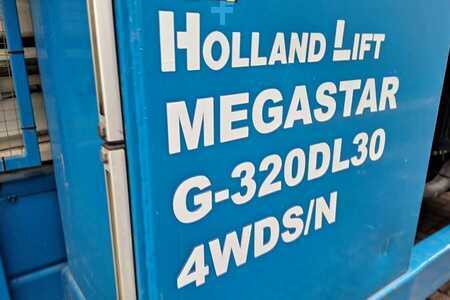 HOLLAND LIFT
MEGASTAR
G-320DL30
4WDS/N